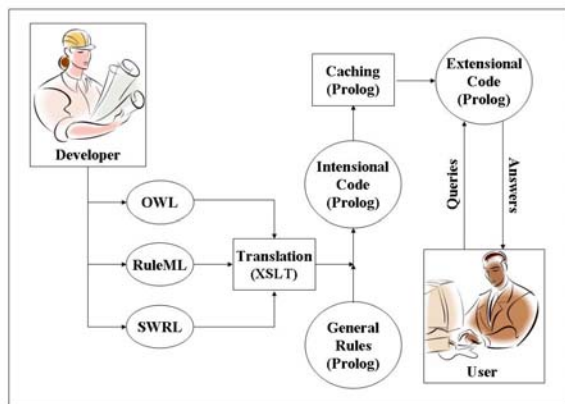 Developer
OWL
RuleML
SWRL
Translation
(XSLT)
Caching
(Prolog)
Intensional
Code
(Prolog)
General
Rules
(Prolog)
Extensional
Code
(Prolog)
Queries
Answers
User